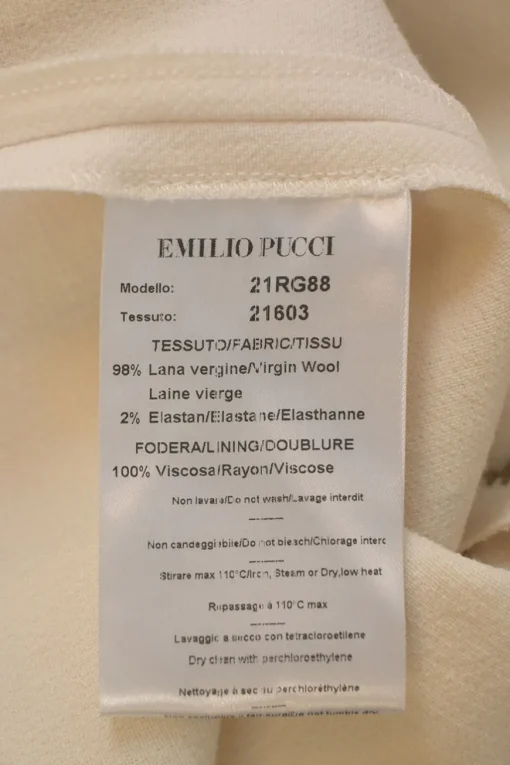 EMILIO PUCCI
Modello: 21RG88
Tessuto: 21603
TESSUTO/FABRIC/TISSU
98% Lana vergine/Virgin Wool
Laine vierge
2% Elastan/Elastane/Elasthanne
FODERA/LINING/DOUBLURE
100% Viscosa/Rayon/Viscose
Non lavare/Do not wash/Lavage interdit
Non candeggiabile/Do not bleach/Chlorage interd
Stirare max 110°C/Iron, Steam or Dry,low heat
Repassage à 110°C max
Lavaggio a secco con tetracloroetilene
Dry clean with perchloroethylene
Nettoyage à sec au perchloréthylène